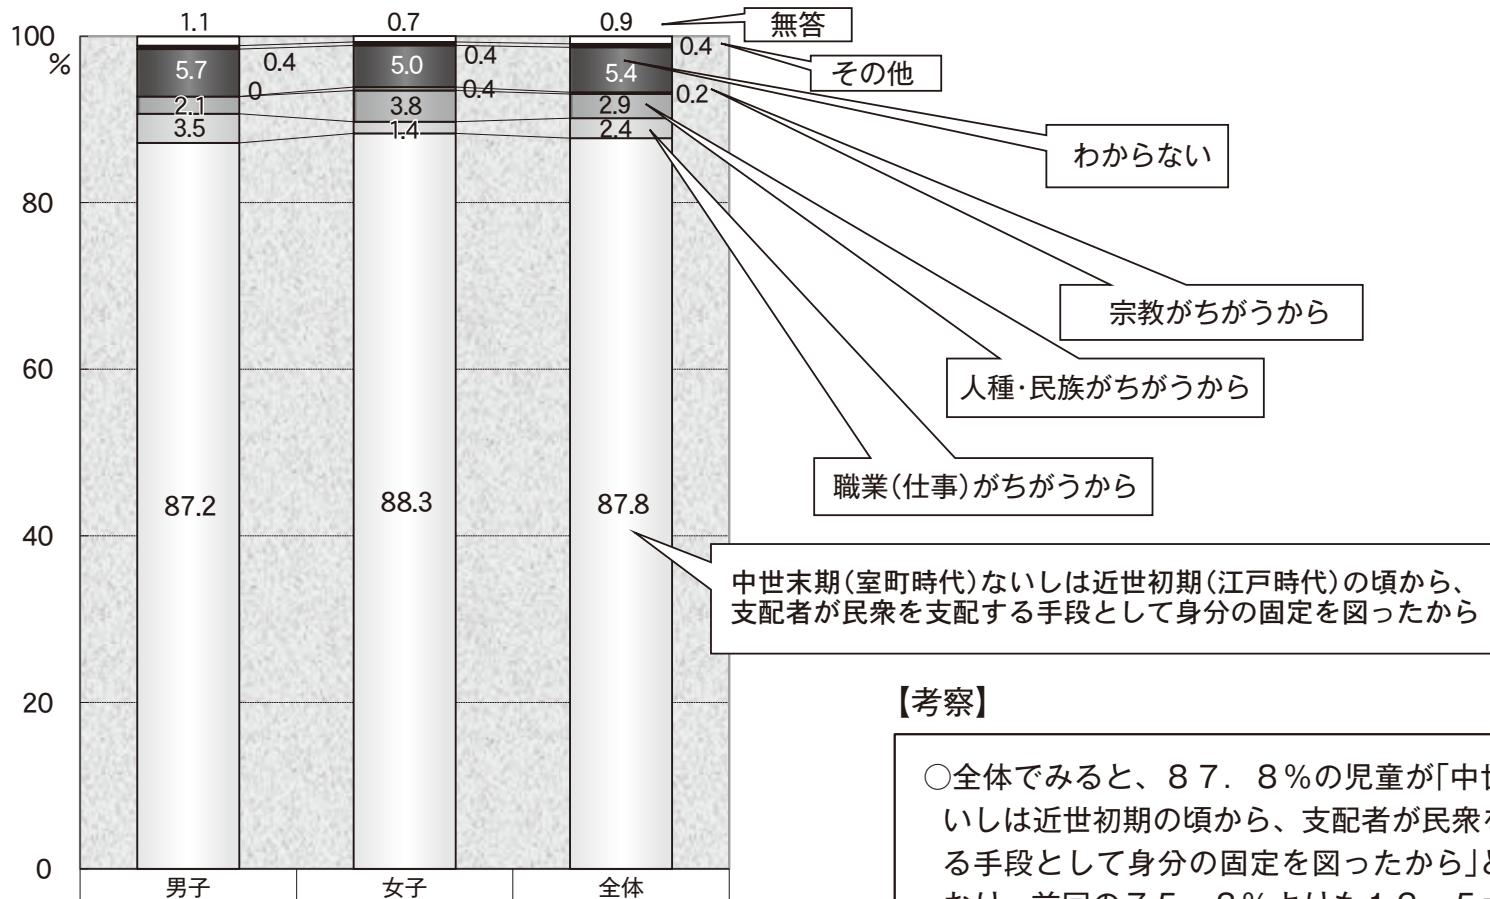 1.1 0.7 0.9 無答
100
%
0.4 0.4 0.4 その他
5.7 5.0 5.4
0 0.4 0.2
2.1 3.8 2.9
3.5 1.4 2.4
わからない
80
宗教がちがうから
60
人種・民族がちがうから
職業(仕事)がちがうから
87.2 88.3 87.8
40
中世末期(室町時代)ないしは近世初期(江戸時代)の頃から、
支配者が民衆を支配する手段として身分の固定を図ったから
20
【考察】
○全体でみると、87.8%の児童が「中世
いしは近世初期の頃から、支配者が民衆を
る手段として身分の固定を図ったから」と
0
男子 女子 全体